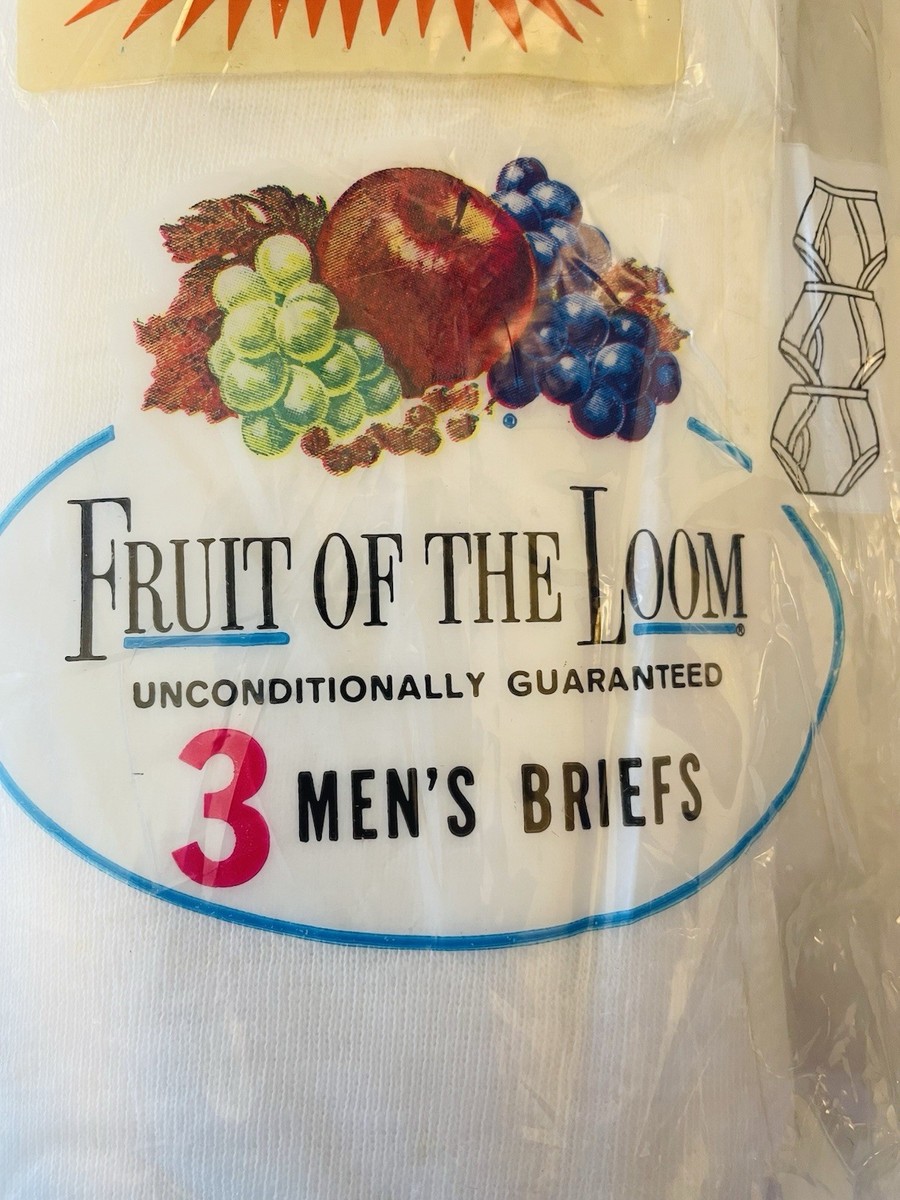 FRUIT OF THE LOOM®
UNCONDITIONALLY GUARANTEED
3 MEN'S BRIEFS